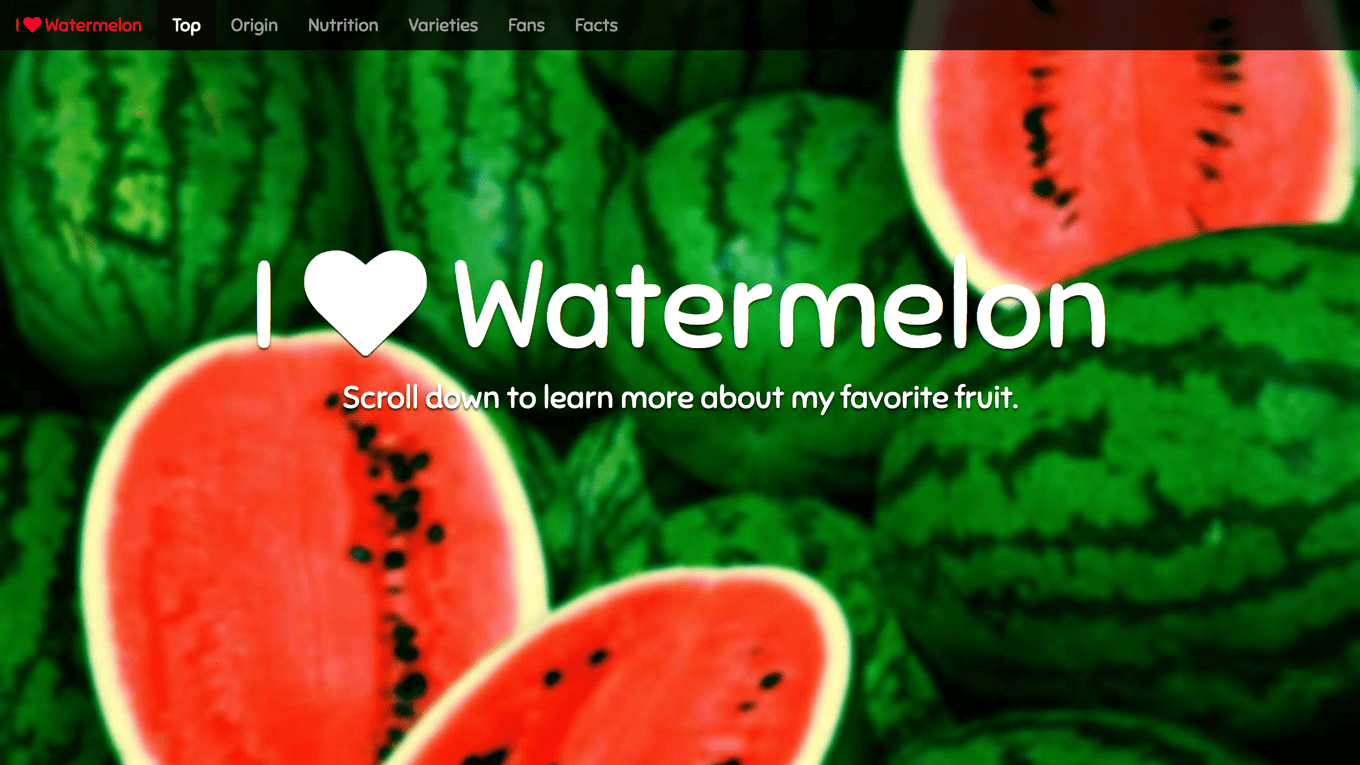 I ♥ Watermelon Top Origin Nutrition Varieties Fans Facts
I ♥ Watermelon
Scroll down to learn more about my favorite fruit.